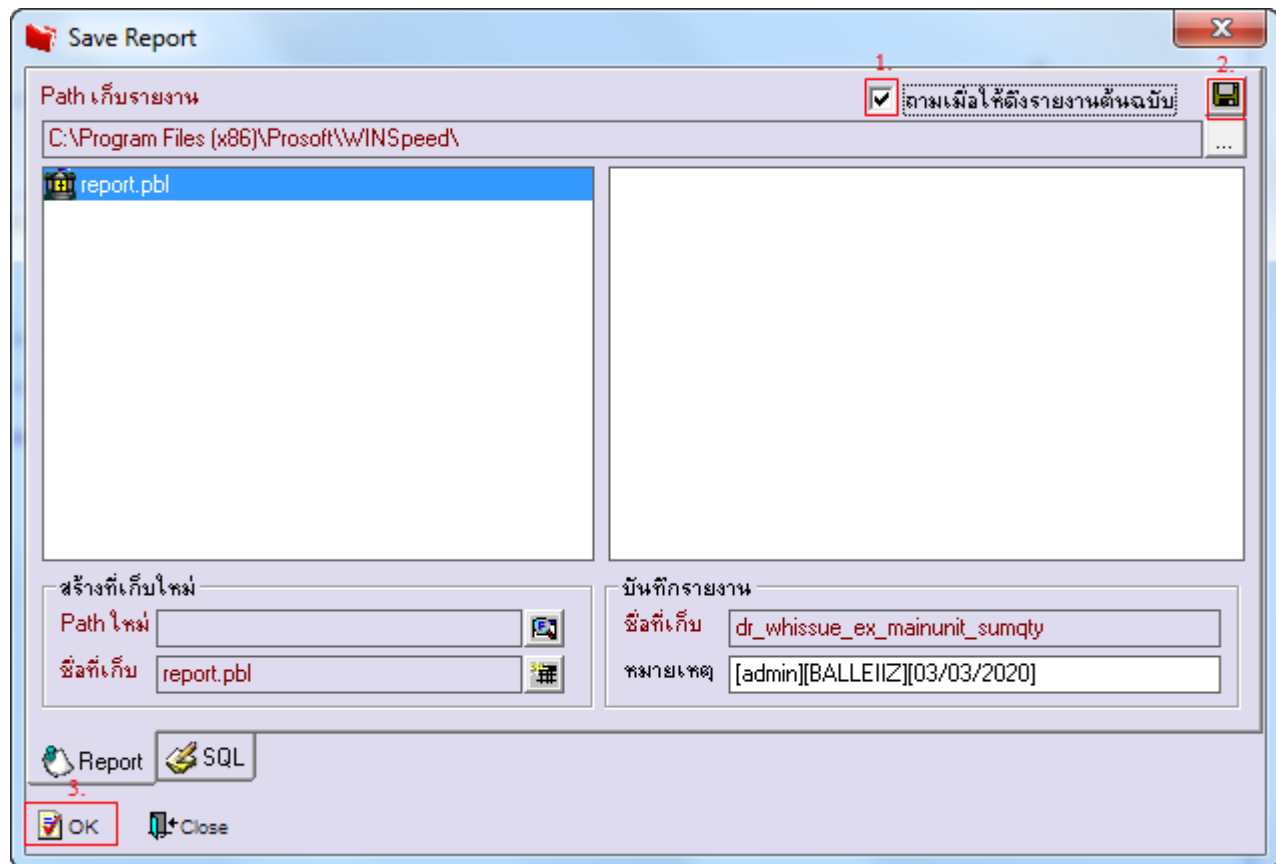 Save Report
1.
2.
Path เก็บรายงาน
ถามเมื่อให้ดึงรายงานต้นฉบับ
C:\Program Files (x86)\Prosoft\WINSpeed\
...
report.pbl
สร้างที่เก็บใหม่
Path ใหม่
ชื่อที่เก็บ report.pbl
บันทึกรายงาน
ชื่อที่เก็บ dr_whissue_ex_mainunit_sumqty
หมายเหตุ [admin][BALLEIIZ][03/03/2020]
Report SQL
3.
OK Close